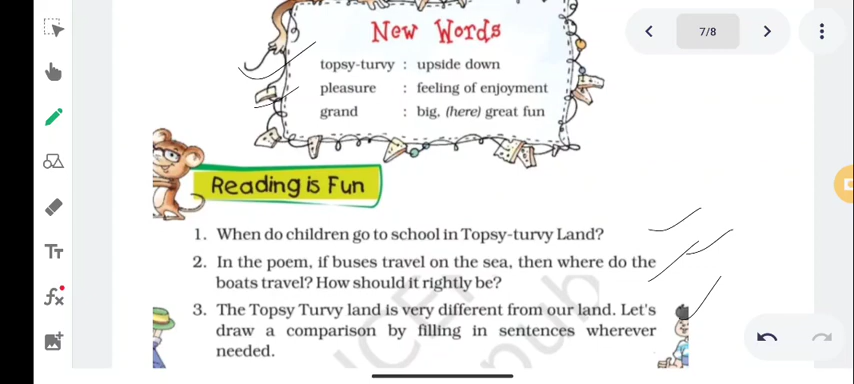 New Words
7/8
topsy-turvy : upside down
pleasure : feeling of enjoyment
grand : big, (here) great fun
Reading is Fun
1. When do children go to school in Topsy-turvy Land?
2. In the poem, if buses travel on the sea, then where do the
boats travel? How should it rightly be?
3. The Topsy Turvy land is very different from our land. Let's
draw a comparison by filling in sentences wherever
needed.
TT
fx